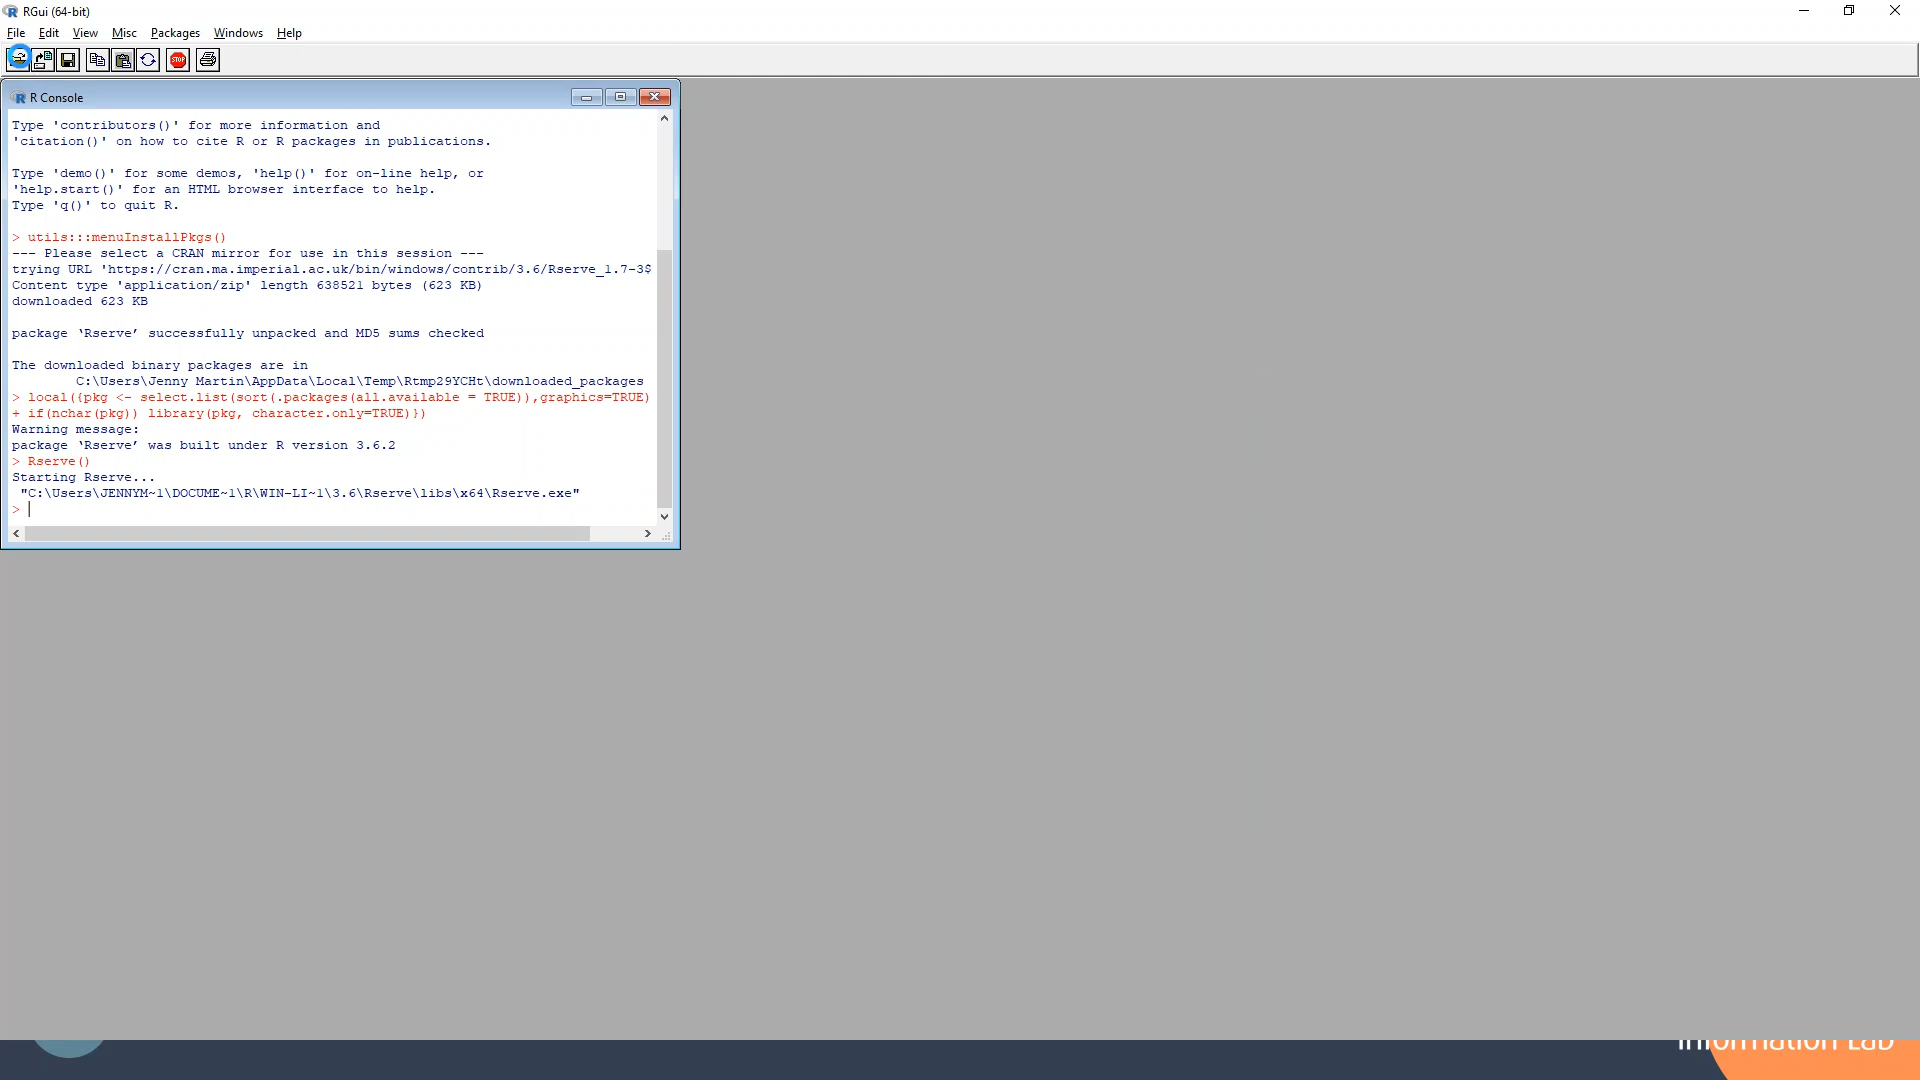 RGui (64-bit)
File Edit View Misc Packages Windows Help
STOP
R Console
Type 'contributors()' for more information and
'citation()' on how to cite R or R packages in publications.
Type 'demo()' for some demos, 'help()' for on-line help, or
'help.start()' for an HTML browser interface to help.
Type 'q()' to quit R.
> utils:::menuInstallPkgs()
--- Please select a CRAN mirror for use in this session ---
trying URL 'https://cran.ma.imperial.ac.uk/bin/windows/contrib/3.6/Rserve_1.7-3$
Content type 'application/zip' length 638521 bytes (623 KB)
downloaded 623 KB
package ‘Rserve’ successfully unpacked and MD5 sums checked
The downloaded binary packages are in
C:\Users\Jenny Martin\AppData\Local\Temp\Rtmp29YCHt\downloaded_packages
> local({pkg <- select.list(sort(.packages(all.available = TRUE)),graphics=TRUE)
+ if(nchar(pkg)) library(pkg, character.only=TRUE)})
Warning message:
package ‘Rserve’ was built under R version 3.6.2
> Rserve()
Starting Rserve...
"C:\Users\JENNYM~1\DOCUME~1\R\WIN-LI~1\3.6\Rserve\libs\x64\Rserve.exe"
>
Information Lab